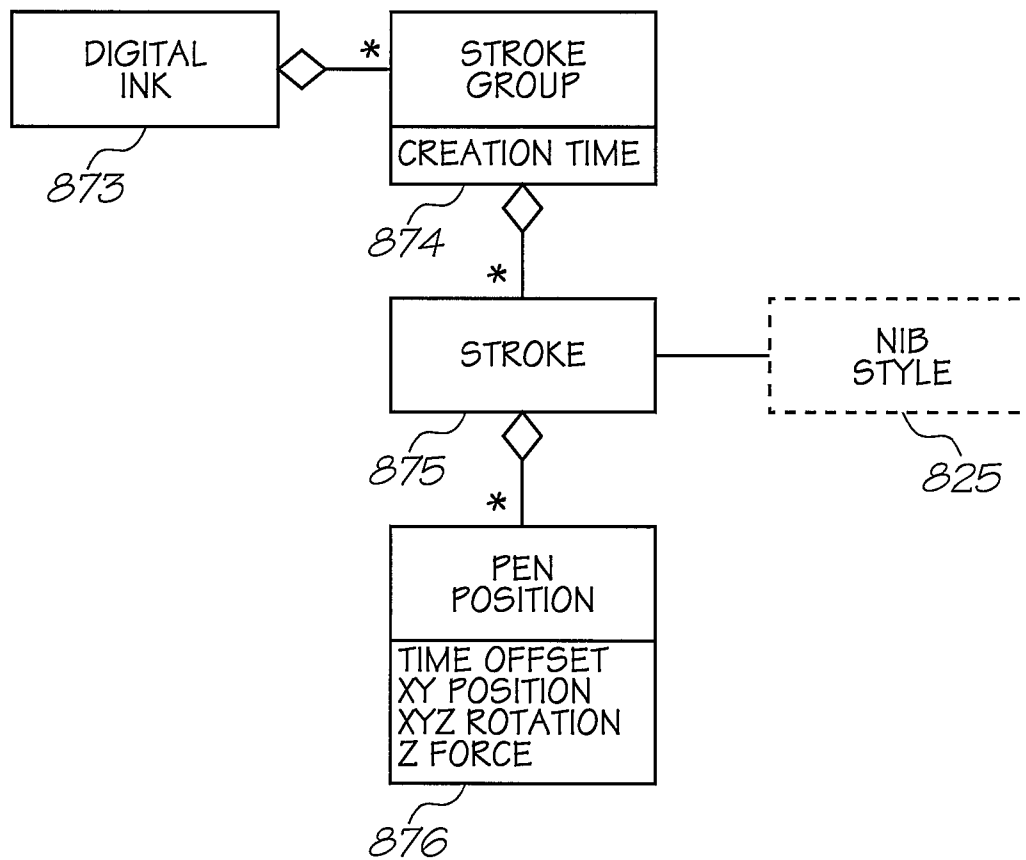 DIGITAL
INK
*
STROKE
GROUP
CREATION TIME
873
874
*
STROKE
NIB
STYLE
875
825
*
PEN
POSITION
TIME OFFSET
XY POSITION
XYZ ROTATION
Z FORCE
876